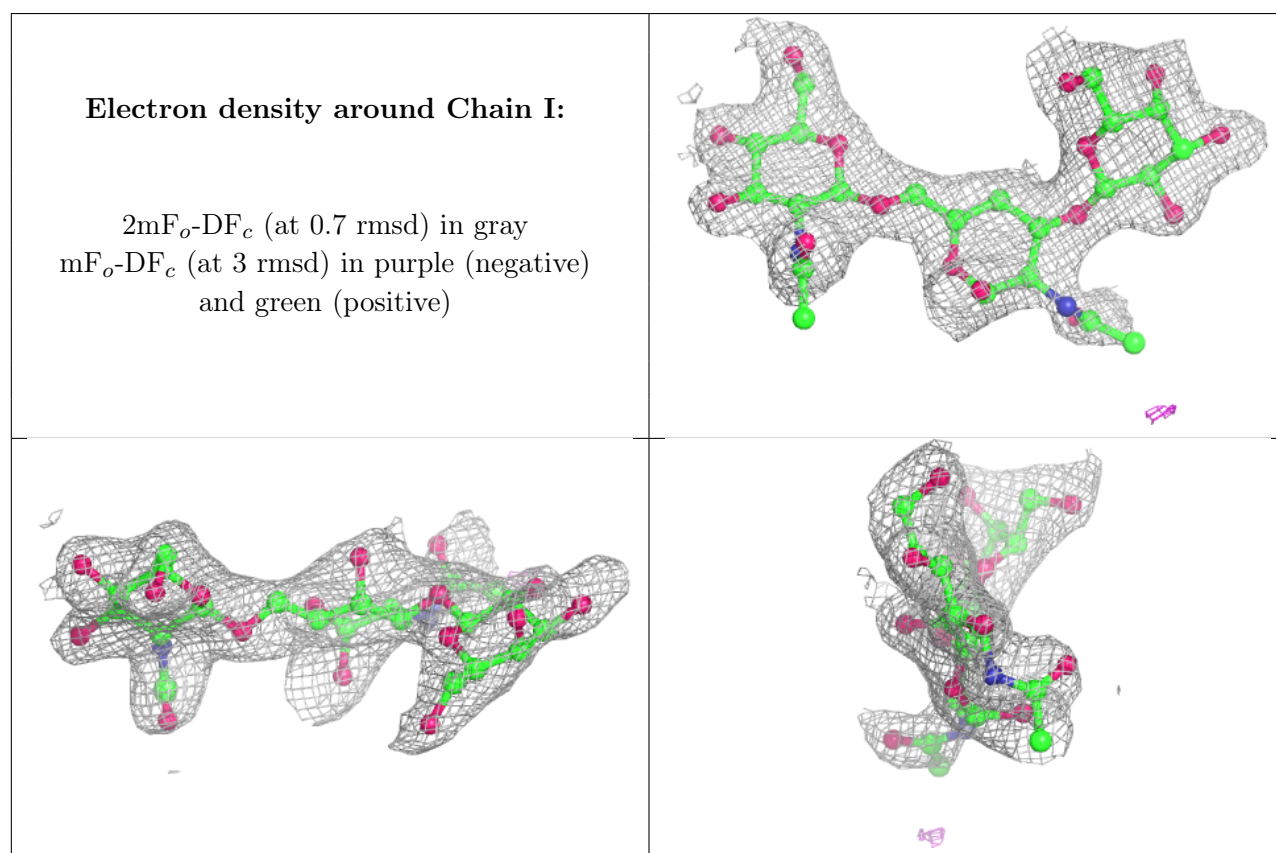 Electron density around Chain I:
2mFₒ-DF𝒸 (at 0.7 rmsd) in gray
mFₒ-DF𝒸 (at 3 rmsd) in purple (negative)
and green (positive)